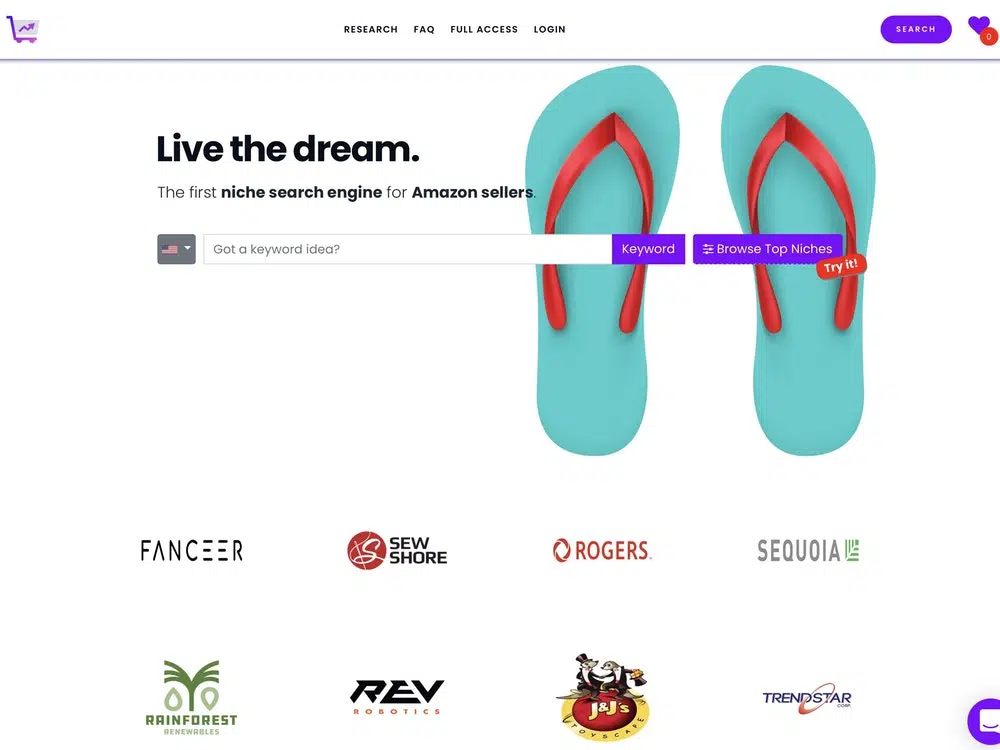 RESEARCH FAQ FULL ACCESS LOGIN SEARCH
0
Live the dream.
The first niche search engine for Amazon sellers.
Got a keyword idea? Keyword Browse Top Niches
Try it!
FANCEER SEW SHORE ROGERS SEQUOIA
RAINFOREST RENEWABLES REV ROBOTICS J&J's TOYSCAPE TRENDSTAR CORP.